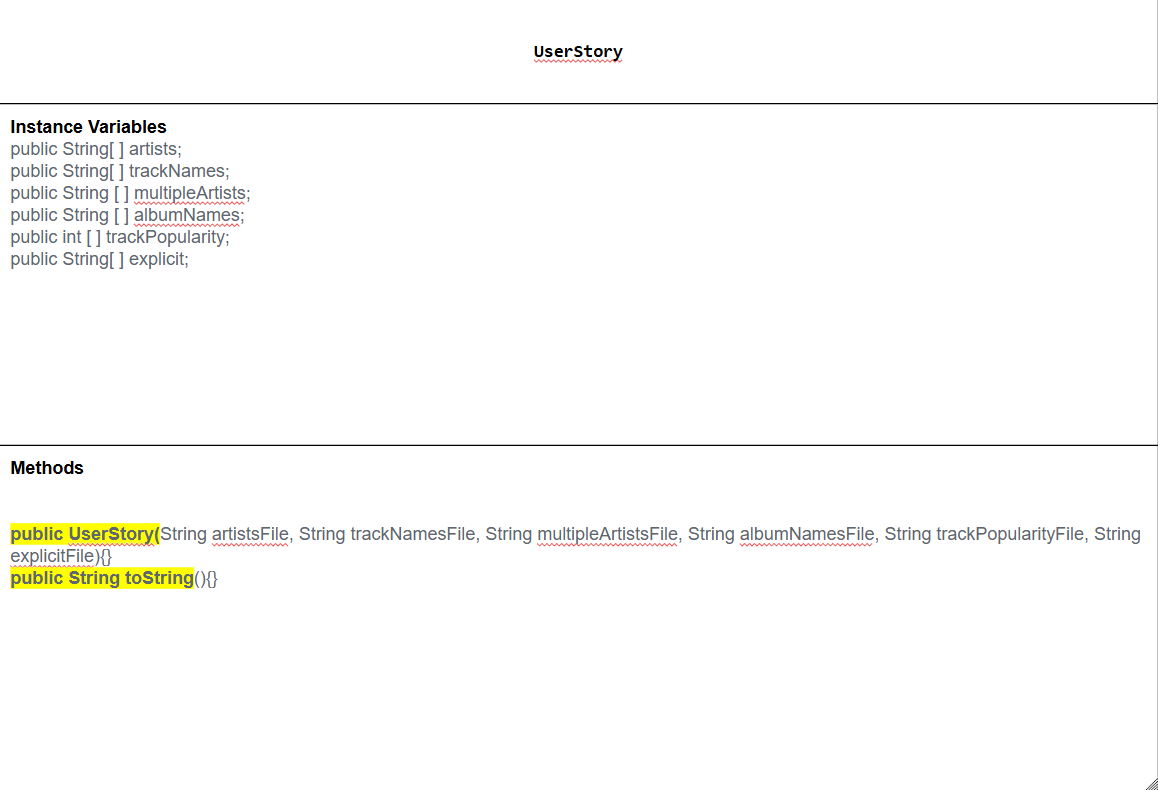 UserStory
Instance Variables
public String[ ] artists;
public String[ ] trackNames;
public String [ ] multipleArtists;
public String [ ] albumNames;
public int [ ] trackPopularity;
public String[ ] explicit;
Methods
public UserStory(String artistsFile, String trackNamesFile, String multipleArtistsFile, String albumNamesFile, String trackPopularityFile, String
explicitFile){}
public String toString(){}